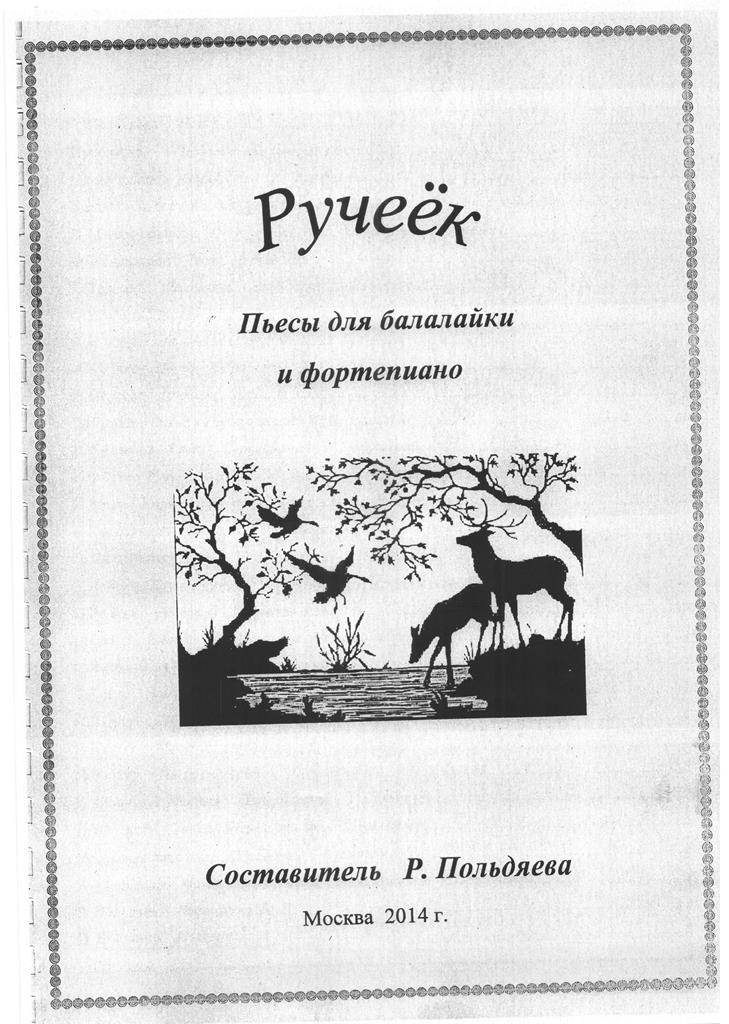 Ручеёк
Пьесы для балалайки
и фортепиано
Составитель Р. Польдяева
Москва 2014 г.